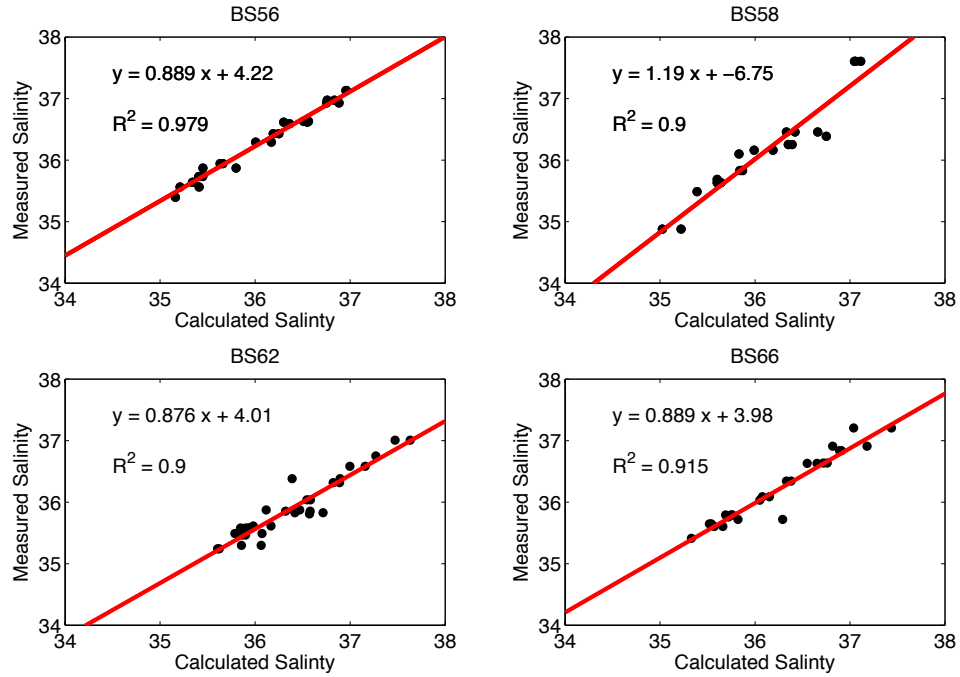 BS56
38
37
36
35
34
34 35 36 37 38
Measured Salinity
Calculated Salinty
y = 0.889 x + 4.22
R² = 0.979
BS58
38
37
36
35
34
34 35 36 37 38
Measured Salinity
Calculated Salinty
y = 1.19 x + −6.75
R² = 0.9
BS62
38
37
36
35
34
34 35 36 37 38
Measured Salinity
Calculated Salinty
y = 0.876 x + 4.01
R² = 0.9
BS66
38
37
36
35
34
34 35 36 37 38
Measured Salinity
Calculated Salinty
y = 0.889 x + 3.98
R² = 0.915